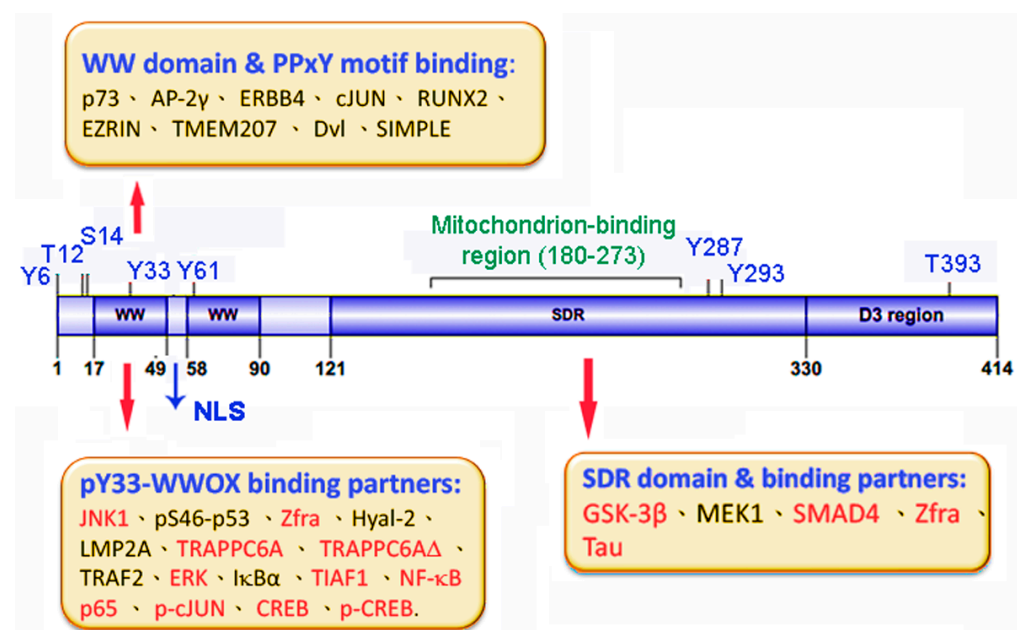 WW domain & PPxY motif binding:
p73、 AP-2γ、 ERBB4、 cJUN、 RUNX2、
EZRIN、 TMEM207 、 Dvl 、SIMPLE
Mitochondrion-binding
region (180-273)
Y6
T12
S14
Y33
Y61
Y287
Y293
T393
WW
WW
SDR
D3 region
1
17
49
58
90
121
330
414
NLS
pY33-WWOX binding partners:
JNK1、pS46-p53 、Zfra 、Hyal-2、
LMP2A、TRAPPC6A 、 TRAPPC6AΔ 、
TRAF2、ERK、IκBα 、TIAF1 、NF-κB
p65 、 p-cJUN、 CREB 、p-CREB.
SDR domain & binding partners:
GSK-3β、MEK1、SMAD4 、Zfra 、
Tau